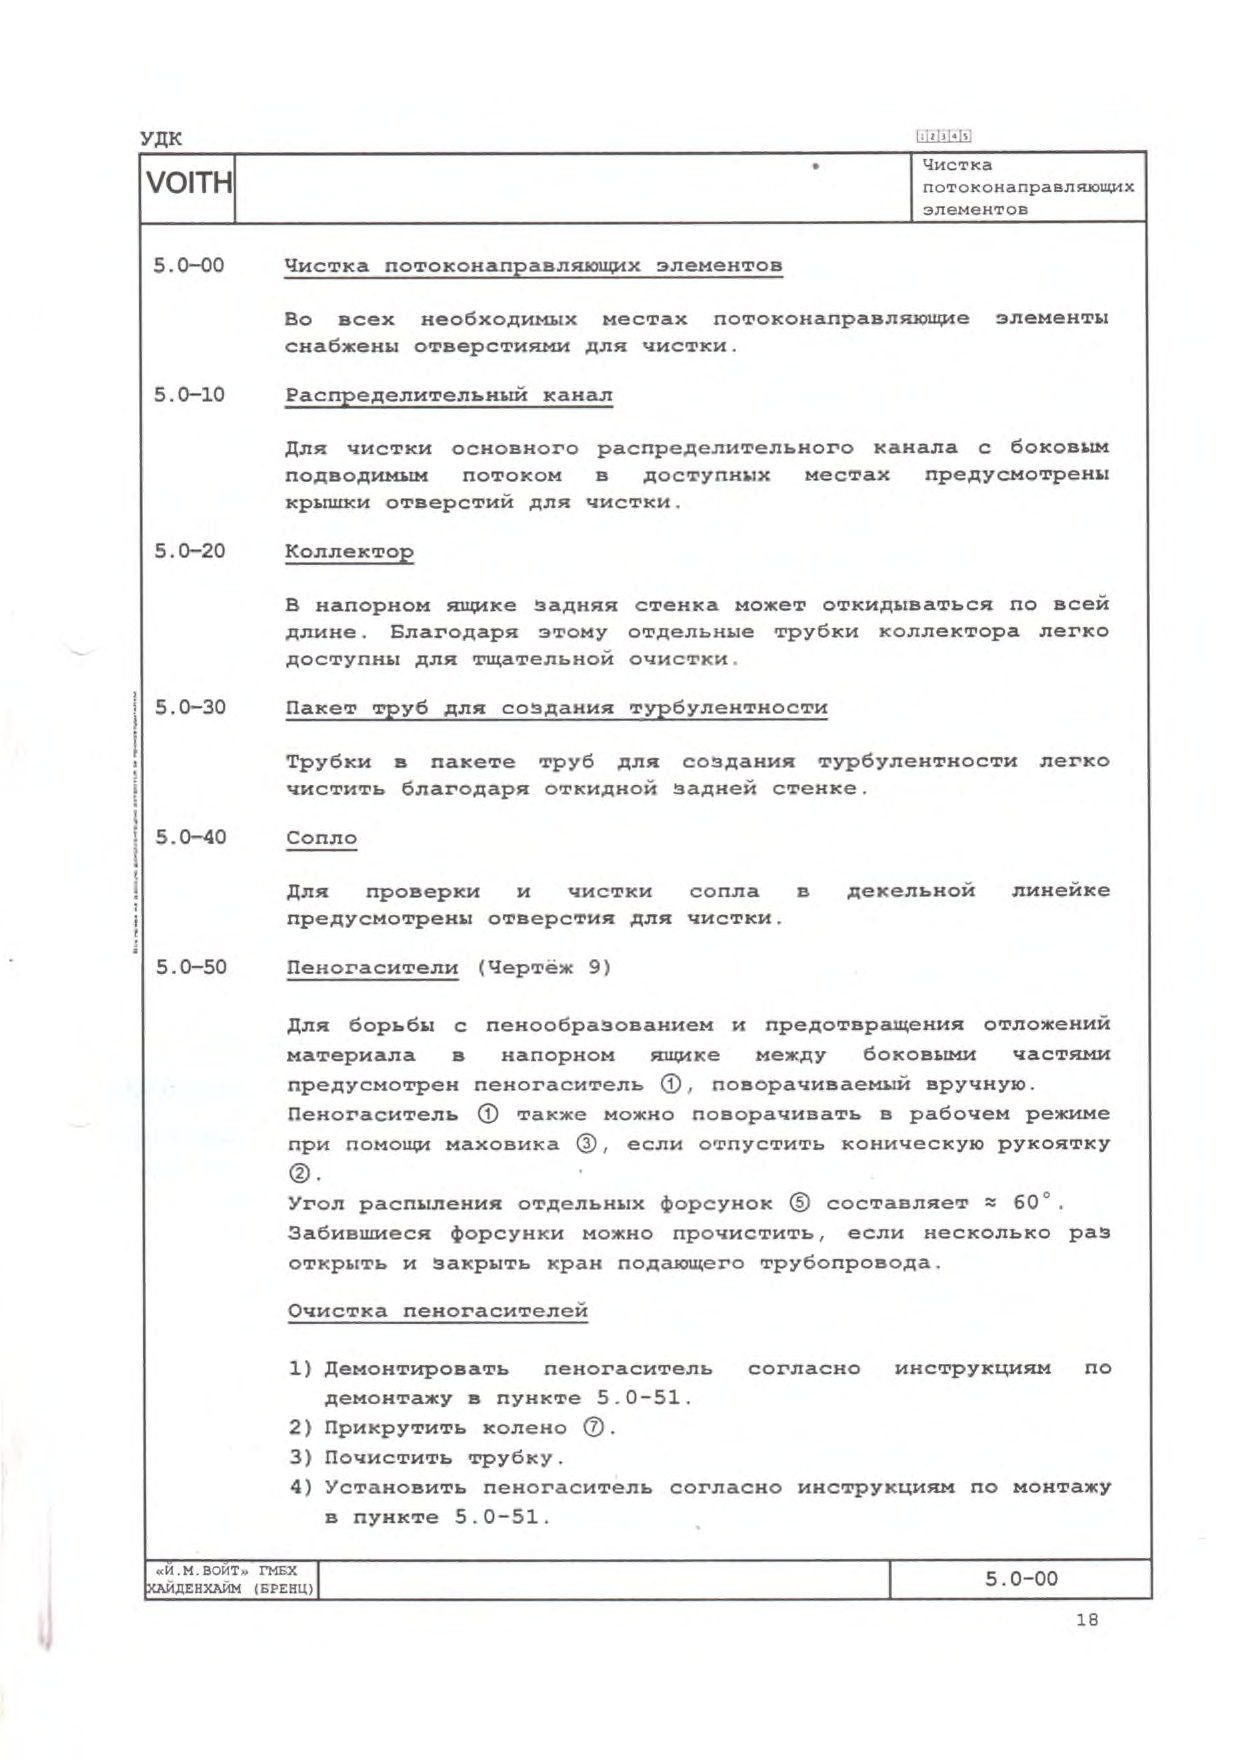 УДК
1 2 3 4 5
VOITH
Чистка
потоконаправляющих
элементов
5.0-00 Чистка потоконаправляющих элементов
Во всех необходимых местах потоконаправляющие элементы
снабжены отверстиями для чистки.
5.0-10 Распределительный канал
Для чистки основного распределительного канала с боковым
подводимым потоком в доступных местах предусмотрены
крышки отверстий для чистки.
5.0-20 Коллектор
В напорном ящике задняя стенка может откидываться по всей
длине. Благодаря этому отдельные трубки коллектора легко
доступны для тщательной очистки.
5.0-30 Пакет труб для создания турбулентности
Трубки в пакете труб для создания турбулентности легко
чистить благодаря откидной задней стенке.
5.0-40 Сопло
Для проверки и чистки сопла в декельной линейке
предусмотрены отверстия для чистки.
5.0-50 Пеногасители (Чертёж 9)
Для борьбы с пенообразованием и предотвращения отложений
материала в напорном ящике между боковыми частями
предусмотрен пеногаситель ①, поворачиваемый вручную.
Пеногаситель ① также можно поворачивать в рабочем режиме
при помощи маховика ③, если отпустить коническую рукоятку
②.
Угол распыления отдельных форсунок ⑤ составляет ≈ 60°.
Забившиеся форсунки можно прочистить, если несколько раз
открыть и закрыть кран подающего трубопровода.
Очистка пеногасителей
1) Демонтировать пеногаситель согласно инструкциям по
демонтажу в пункте 5.0-51.
2) Прикрутить колено ⑦.
3) Почистить трубку.
4) Установить пеногаситель согласно инструкциям по монтажу
в пункте 5.0-51.
«Й.М.ВОЙТ» ГМБХ
ХАЙДЕНХАЙМ (БРЕНЦ)
5.0-00
18